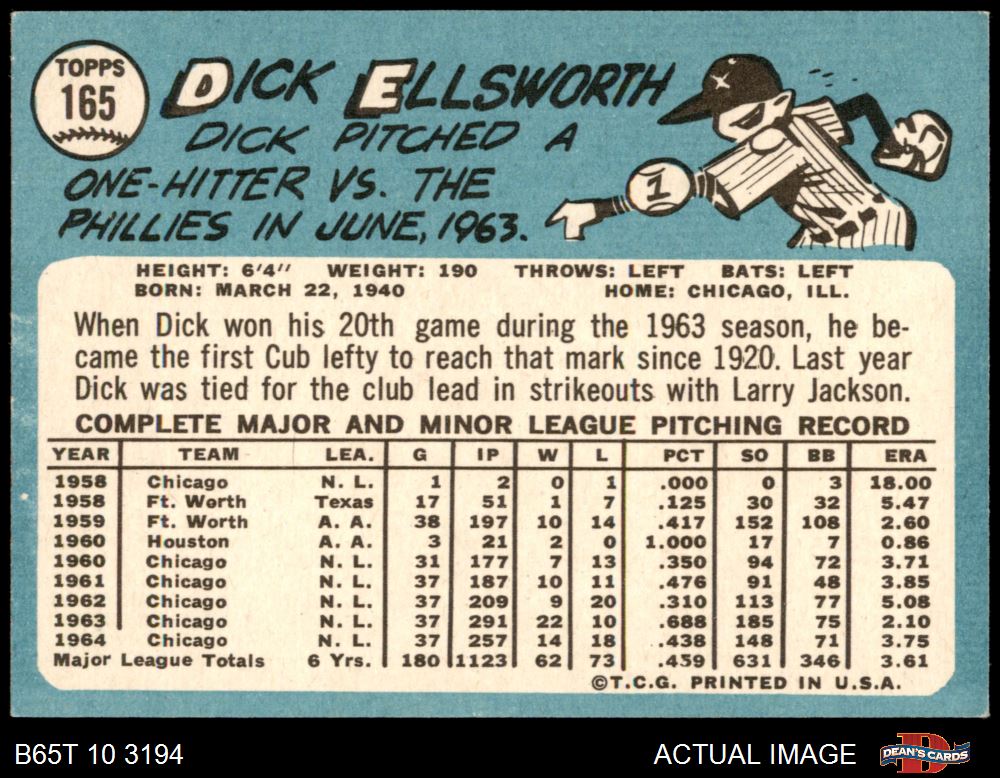 TOPPS
165
DICK ELLSWORTH
DICK PITCHED A
ONE-HITTER VS. THE
PHILLIES IN JUNE, 1963.
1
HEIGHT: 6'4" WEIGHT: 190 THROWS: LEFT BATS: LEFT
BORN: MARCH 22, 1940 HOME: CHICAGO, ILL.
When Dick won his 20th game during the 1963 season, he be-
came the first Cub lefty to reach that mark since 1920. Last year
Dick was tied for the club lead in strikeouts with Larry Jackson.
COMPLETE MAJOR AND MINOR LEAGUE PITCHING RECORD
YEAR TEAM LEA. G IP W L PCT SO BB ERA
1958 Chicago N. L. 1 2 0 1 .000 0 3 18.00
1958 Ft. Worth Texas 17 51 1 7 .125 30 32 5.47
1959 Ft. Worth A. A. 38 197 10 14 .417 152 108 2.60
1960 Houston A. A. 3 21 2 0 1.000 17 7 0.86
1960 Chicago N. L. 31 177 7 13 .350 94 72 3.71
1961 Chicago N. L. 37 187 10 11 .476 91 48 3.85
1962 Chicago N. L. 37 209 9 20 .310 113 77 5.08
1963 Chicago N. L. 37 291 22 10 .688 185 75 2.10
1964 Chicago N. L. 37 257 14 18 .438 148 71 3.75
Major League Totals 6 Yrs. 180 1123 62 73 .459 631 346 3.61
©T.C.G. PRINTED IN U.S.A.
B65T 10 3194 ACTUAL IMAGE DEAN'S CARDS